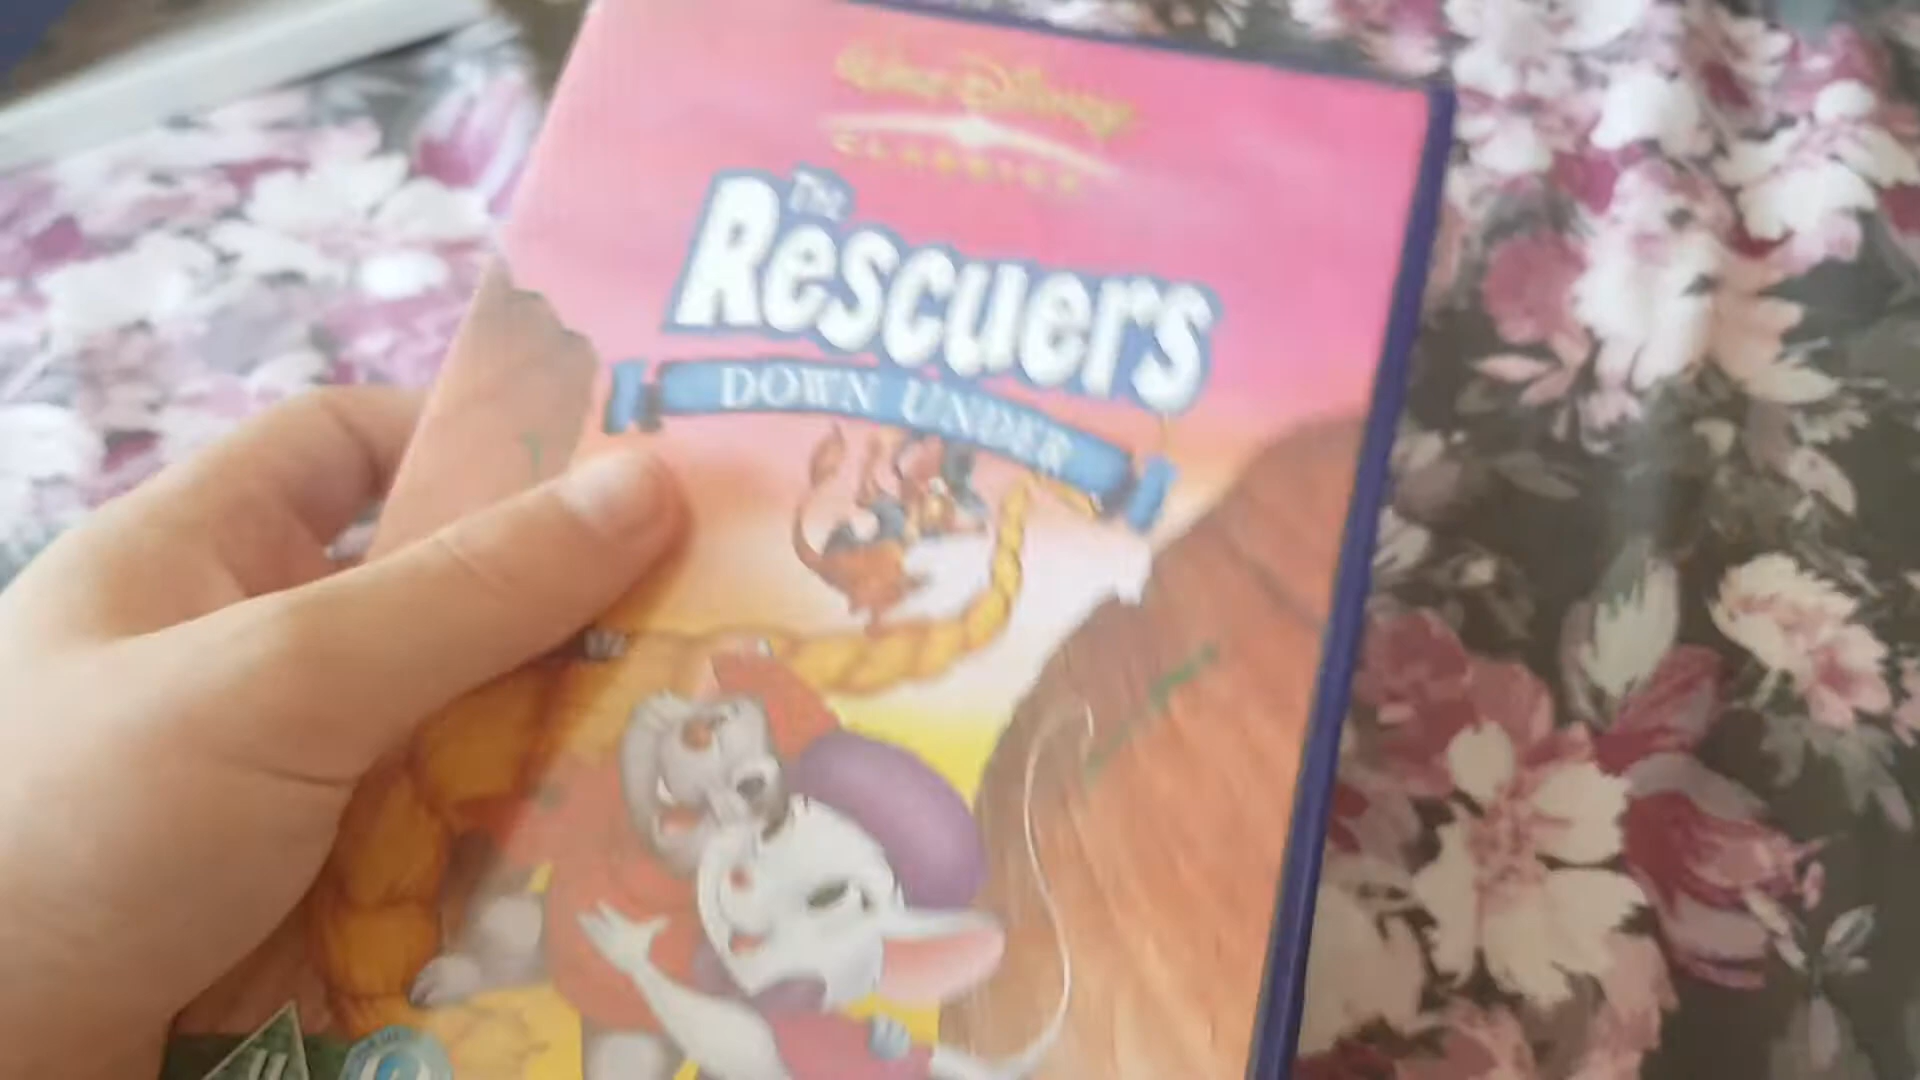 Walt Disney
CLASSICS
The
Rescuers
DOWN UNDER
U